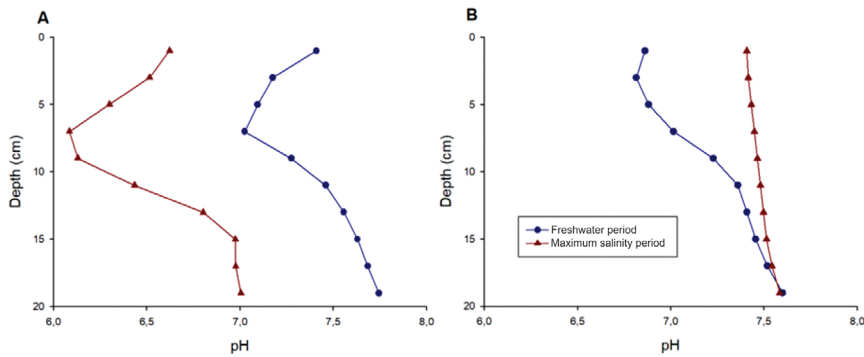 A
0
5
10
15
20
Depth (cm)
6,0
6,5
7,0
7,5
8,0
pH
B
0
5
10
15
20
Depth (cm)
Freshwater period
Maximum salinity period
6,0
6,5
7,0
7,5
8,0
pH